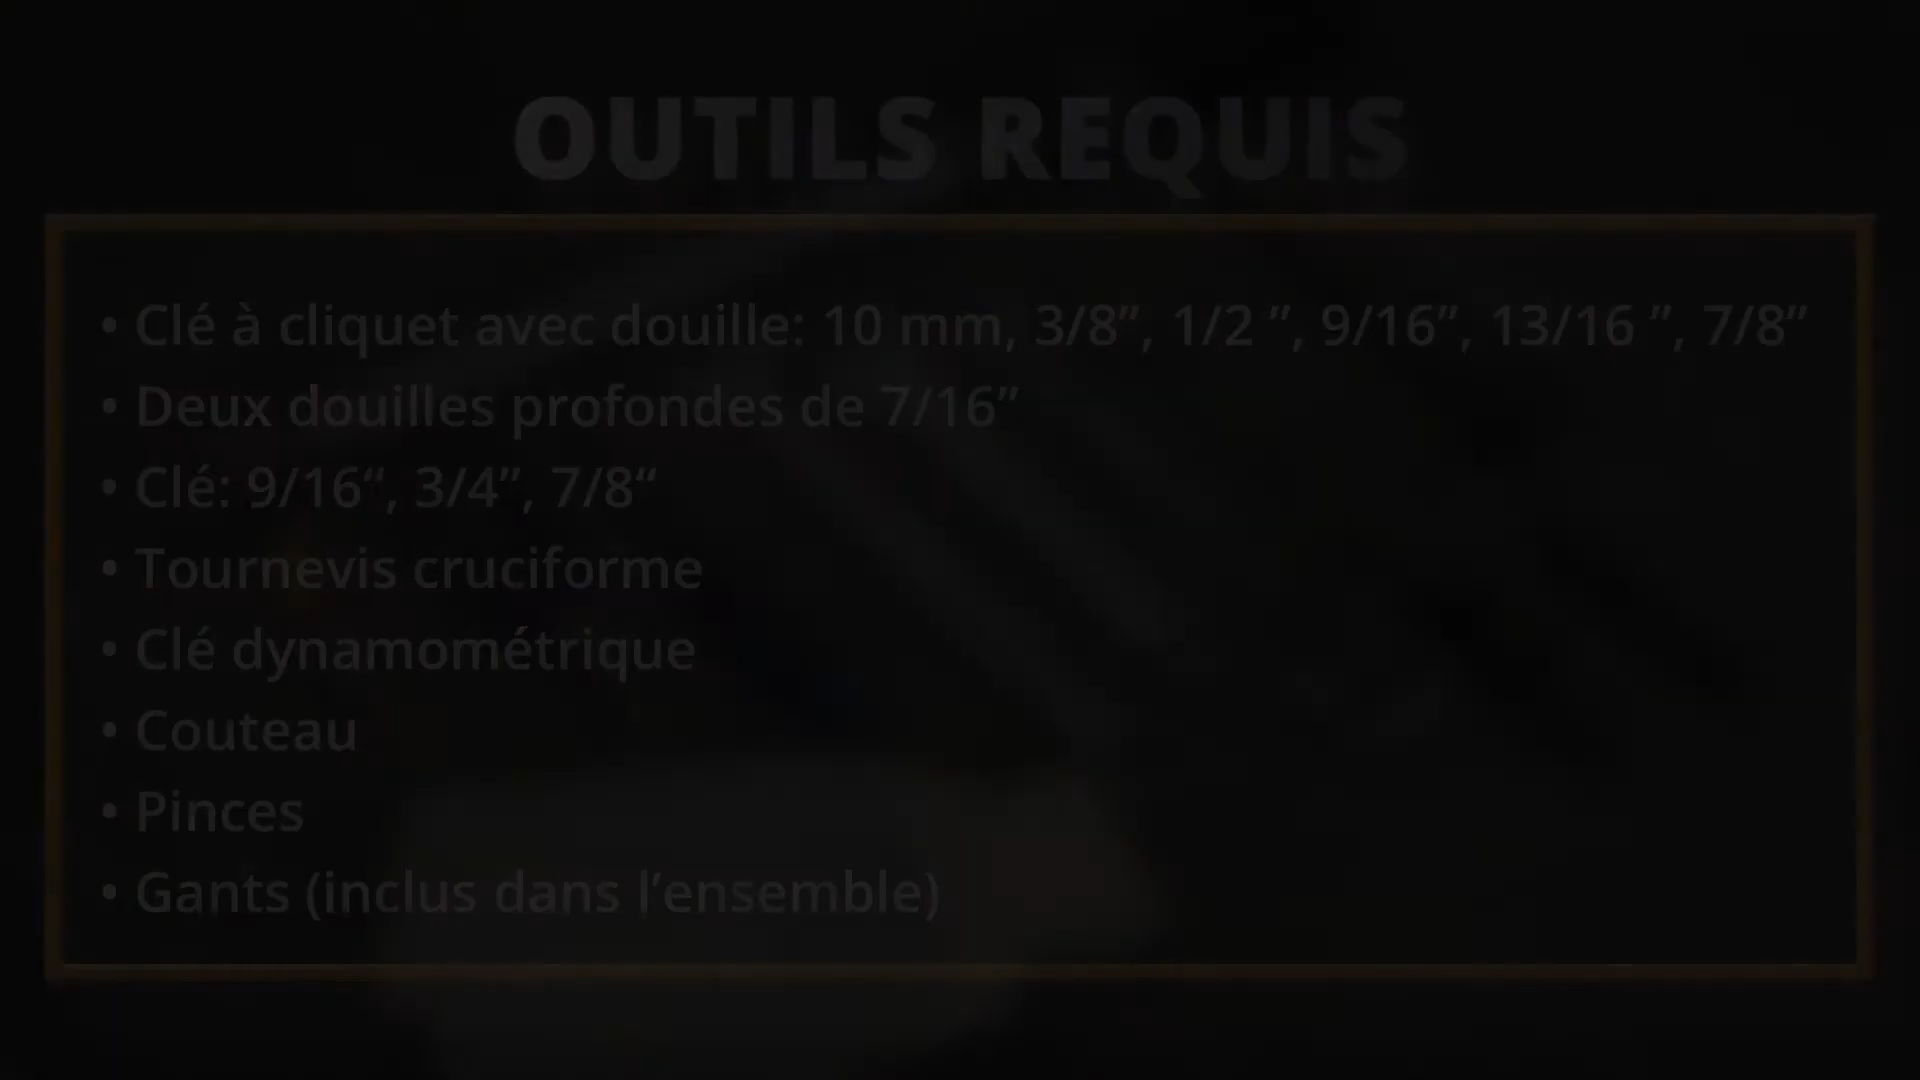 OUTILS REQUIS
• Clé à cliquet avec douille: 10 mm, 3/8”, 1/2 ”, 9/16”, 13/16 ”, 7/8”
• Deux douilles profondes de 7/16”
• Clé: 9/16“, 3/4”, 7/8“
• Tournevis cruciforme
• Clé dynamométrique
• Couteau
• Pinces
• Gants (inclus dans l’ensemble)